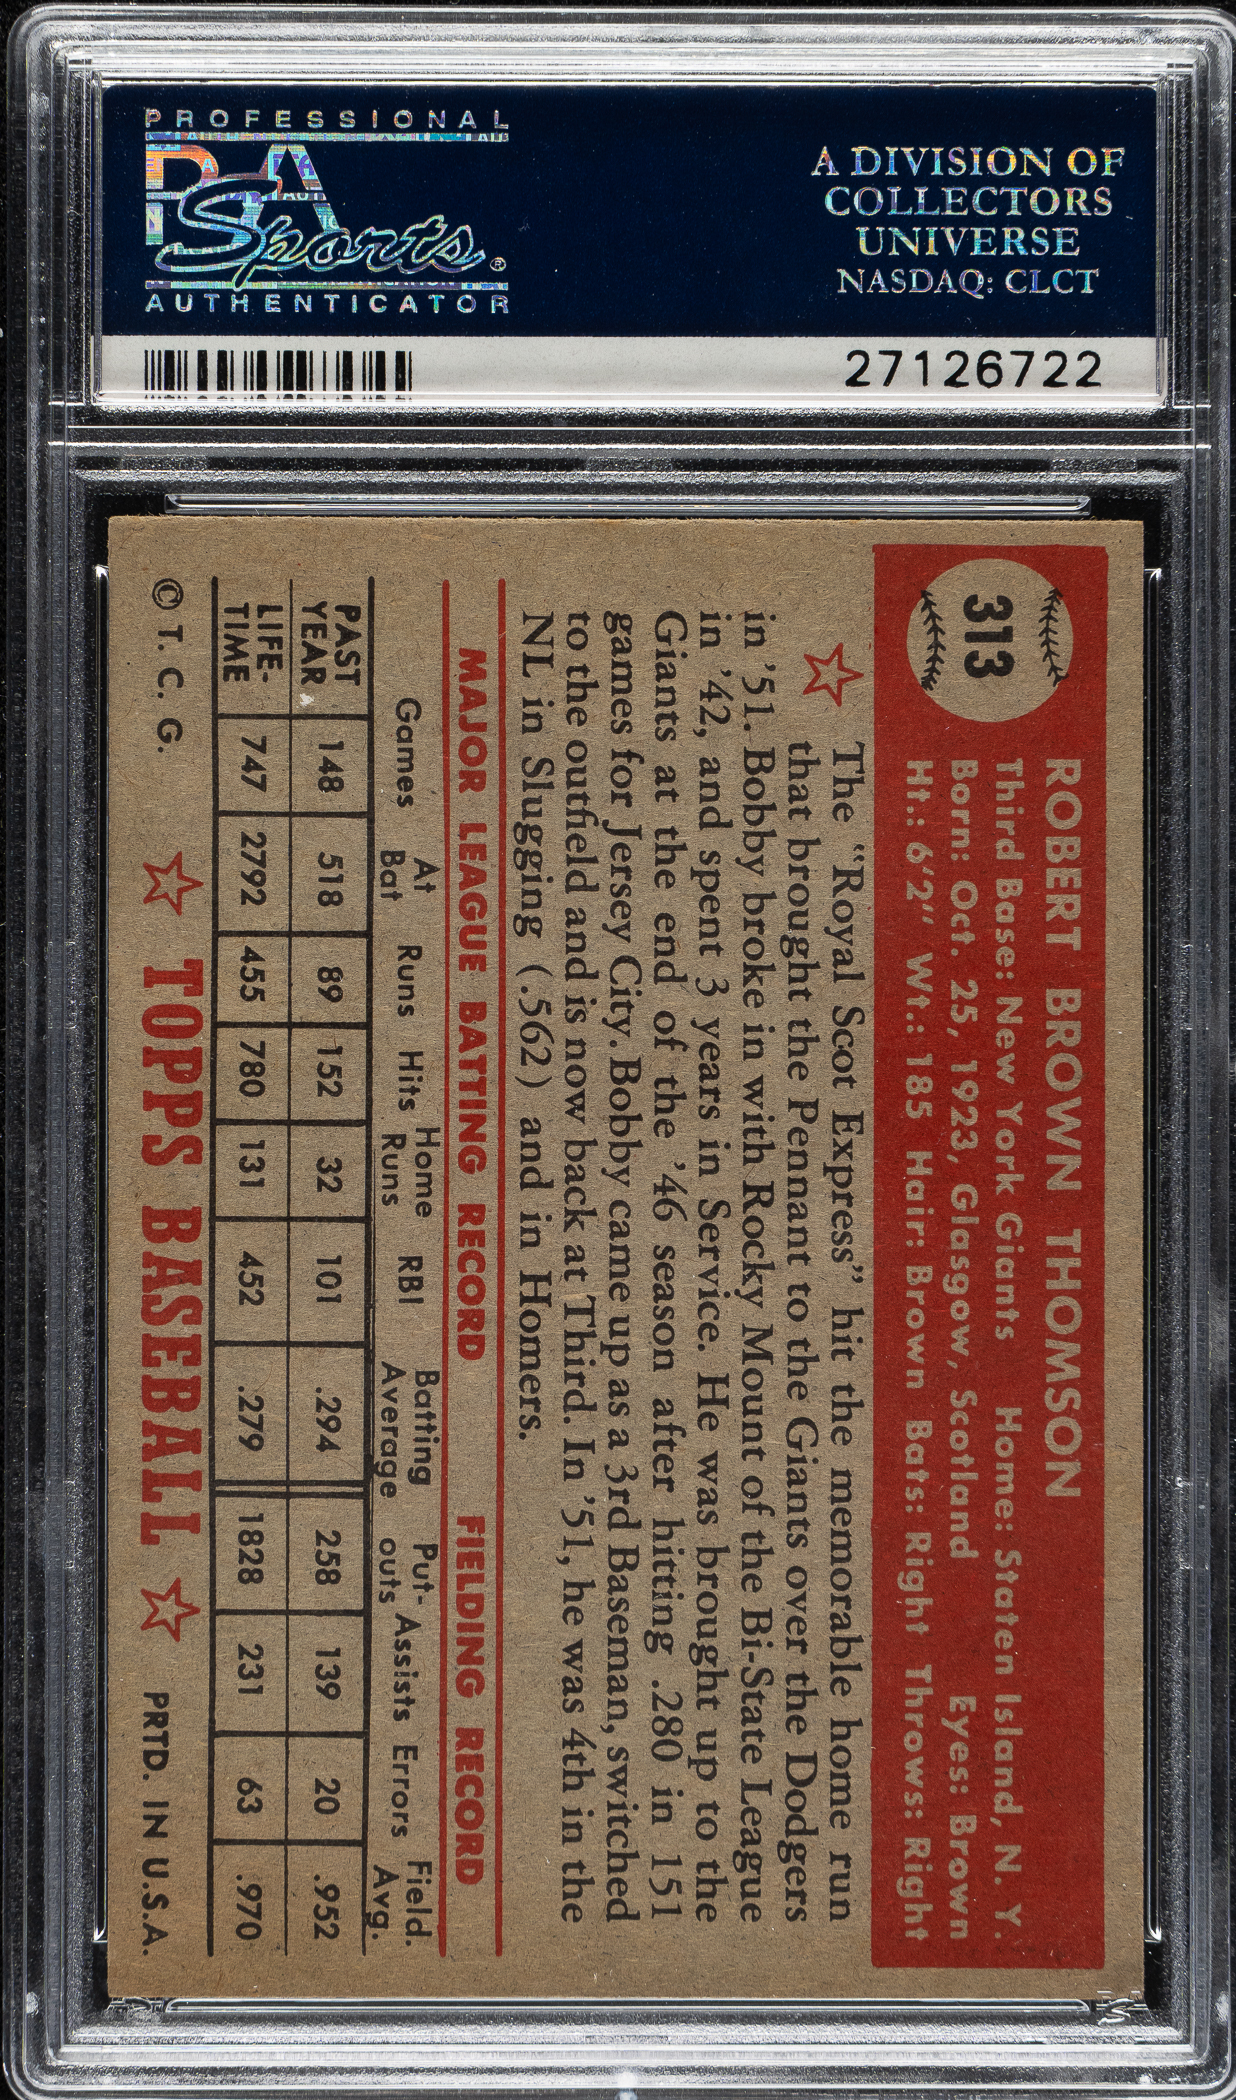 PROFESSIONAL
PSA
Sports®
AUTHENTICATOR
A DIVISION OF
COLLECTORS
UNIVERSE
NASDAQ: CLCT
27126722
313
ROBERT BROWN THOMSON
Third Base: New York Giants Home: Staten Island, N. Y.
Born: Oct. 25, 1923, Glasgow, Scotland Eyes: Brown
Ht.: 6'2" Wt.: 185 Hair: Brown Bats: Right Throws: Right
The "Royal Scot Express" hit the memorable home run
that brought the Pennant to the Giants over the Dodgers
in '51. Bobby broke in with Rocky Mount of the Bi-State League
in '42, and spent 3 years in Service. He was brought up to the
Giants at the end of the '46 season after hitting .280 in 151
games for Jersey City. Bobby came up as a 3rd Baseman, switched
to the outfield and is now back at Third. In '51, he was 4th in the
NL in Slugging (.562) and in Homers.
MAJOR LEAGUE BATTING RECORD FIELDING RECORD
Games At Bat Runs Hits Home Runs RBI Batting Average Put-outs Assists Errors Field. Avg.
PAST YEAR 148 518 89 152 32 101 .294 258 139 20 .952
LIFE-TIME 747 2792 455 780 131 452 .279 1828 231 63 .970
© T. C. G. ☆ TOPPS BASEBALL ☆ PRTD. IN U.S.A.